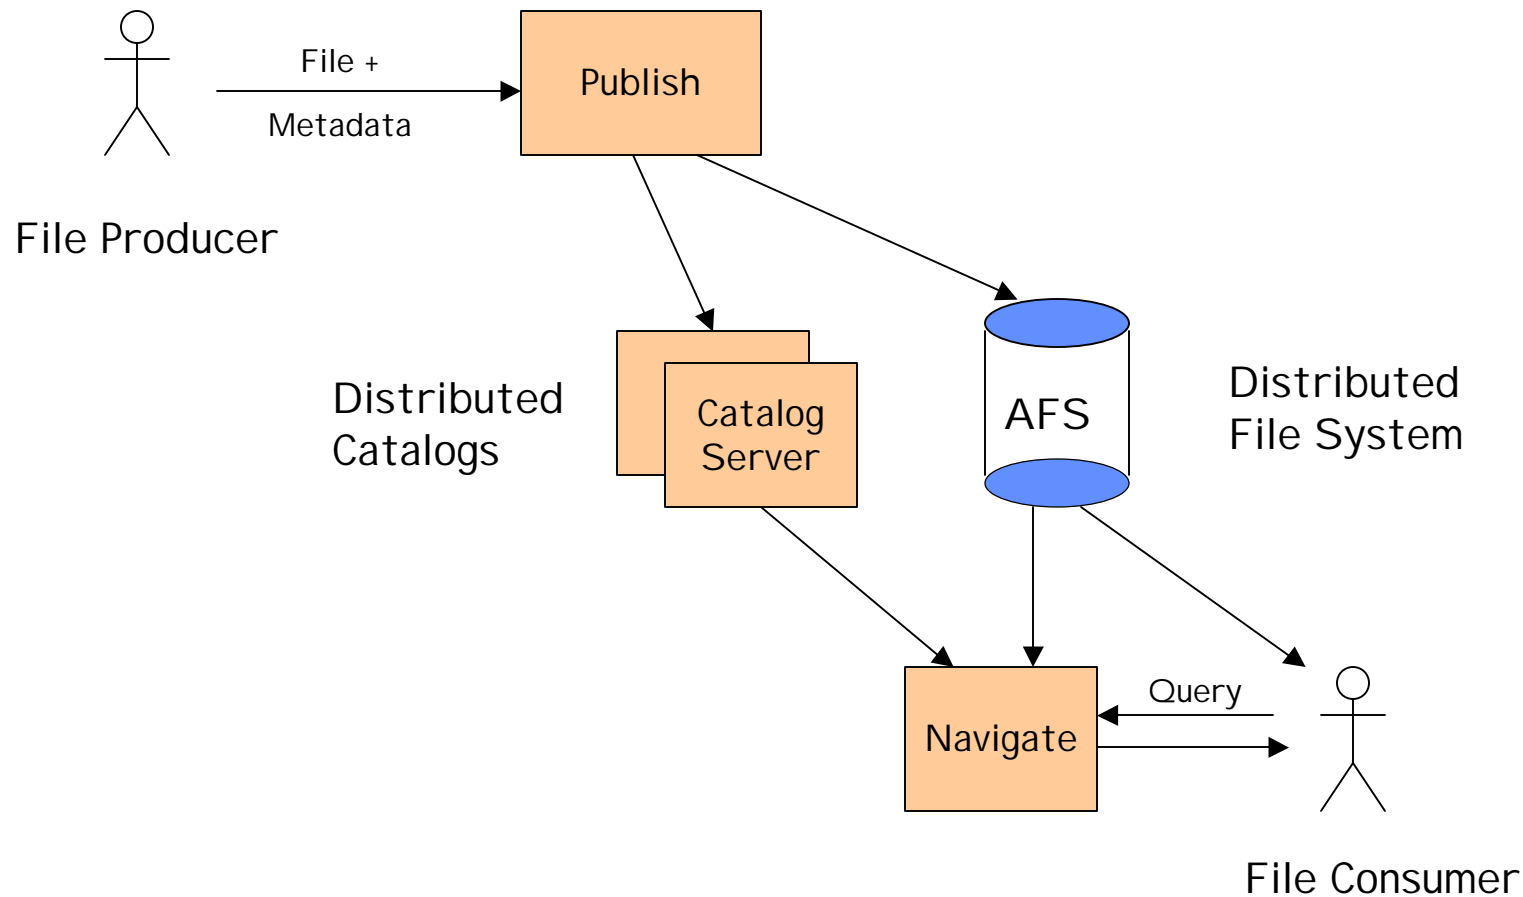 File +
Metadata
Publish
File Producer
Distributed
Catalogs
Catalog
Server
AFS
Distributed
File System
Query
Navigate
File Consumer